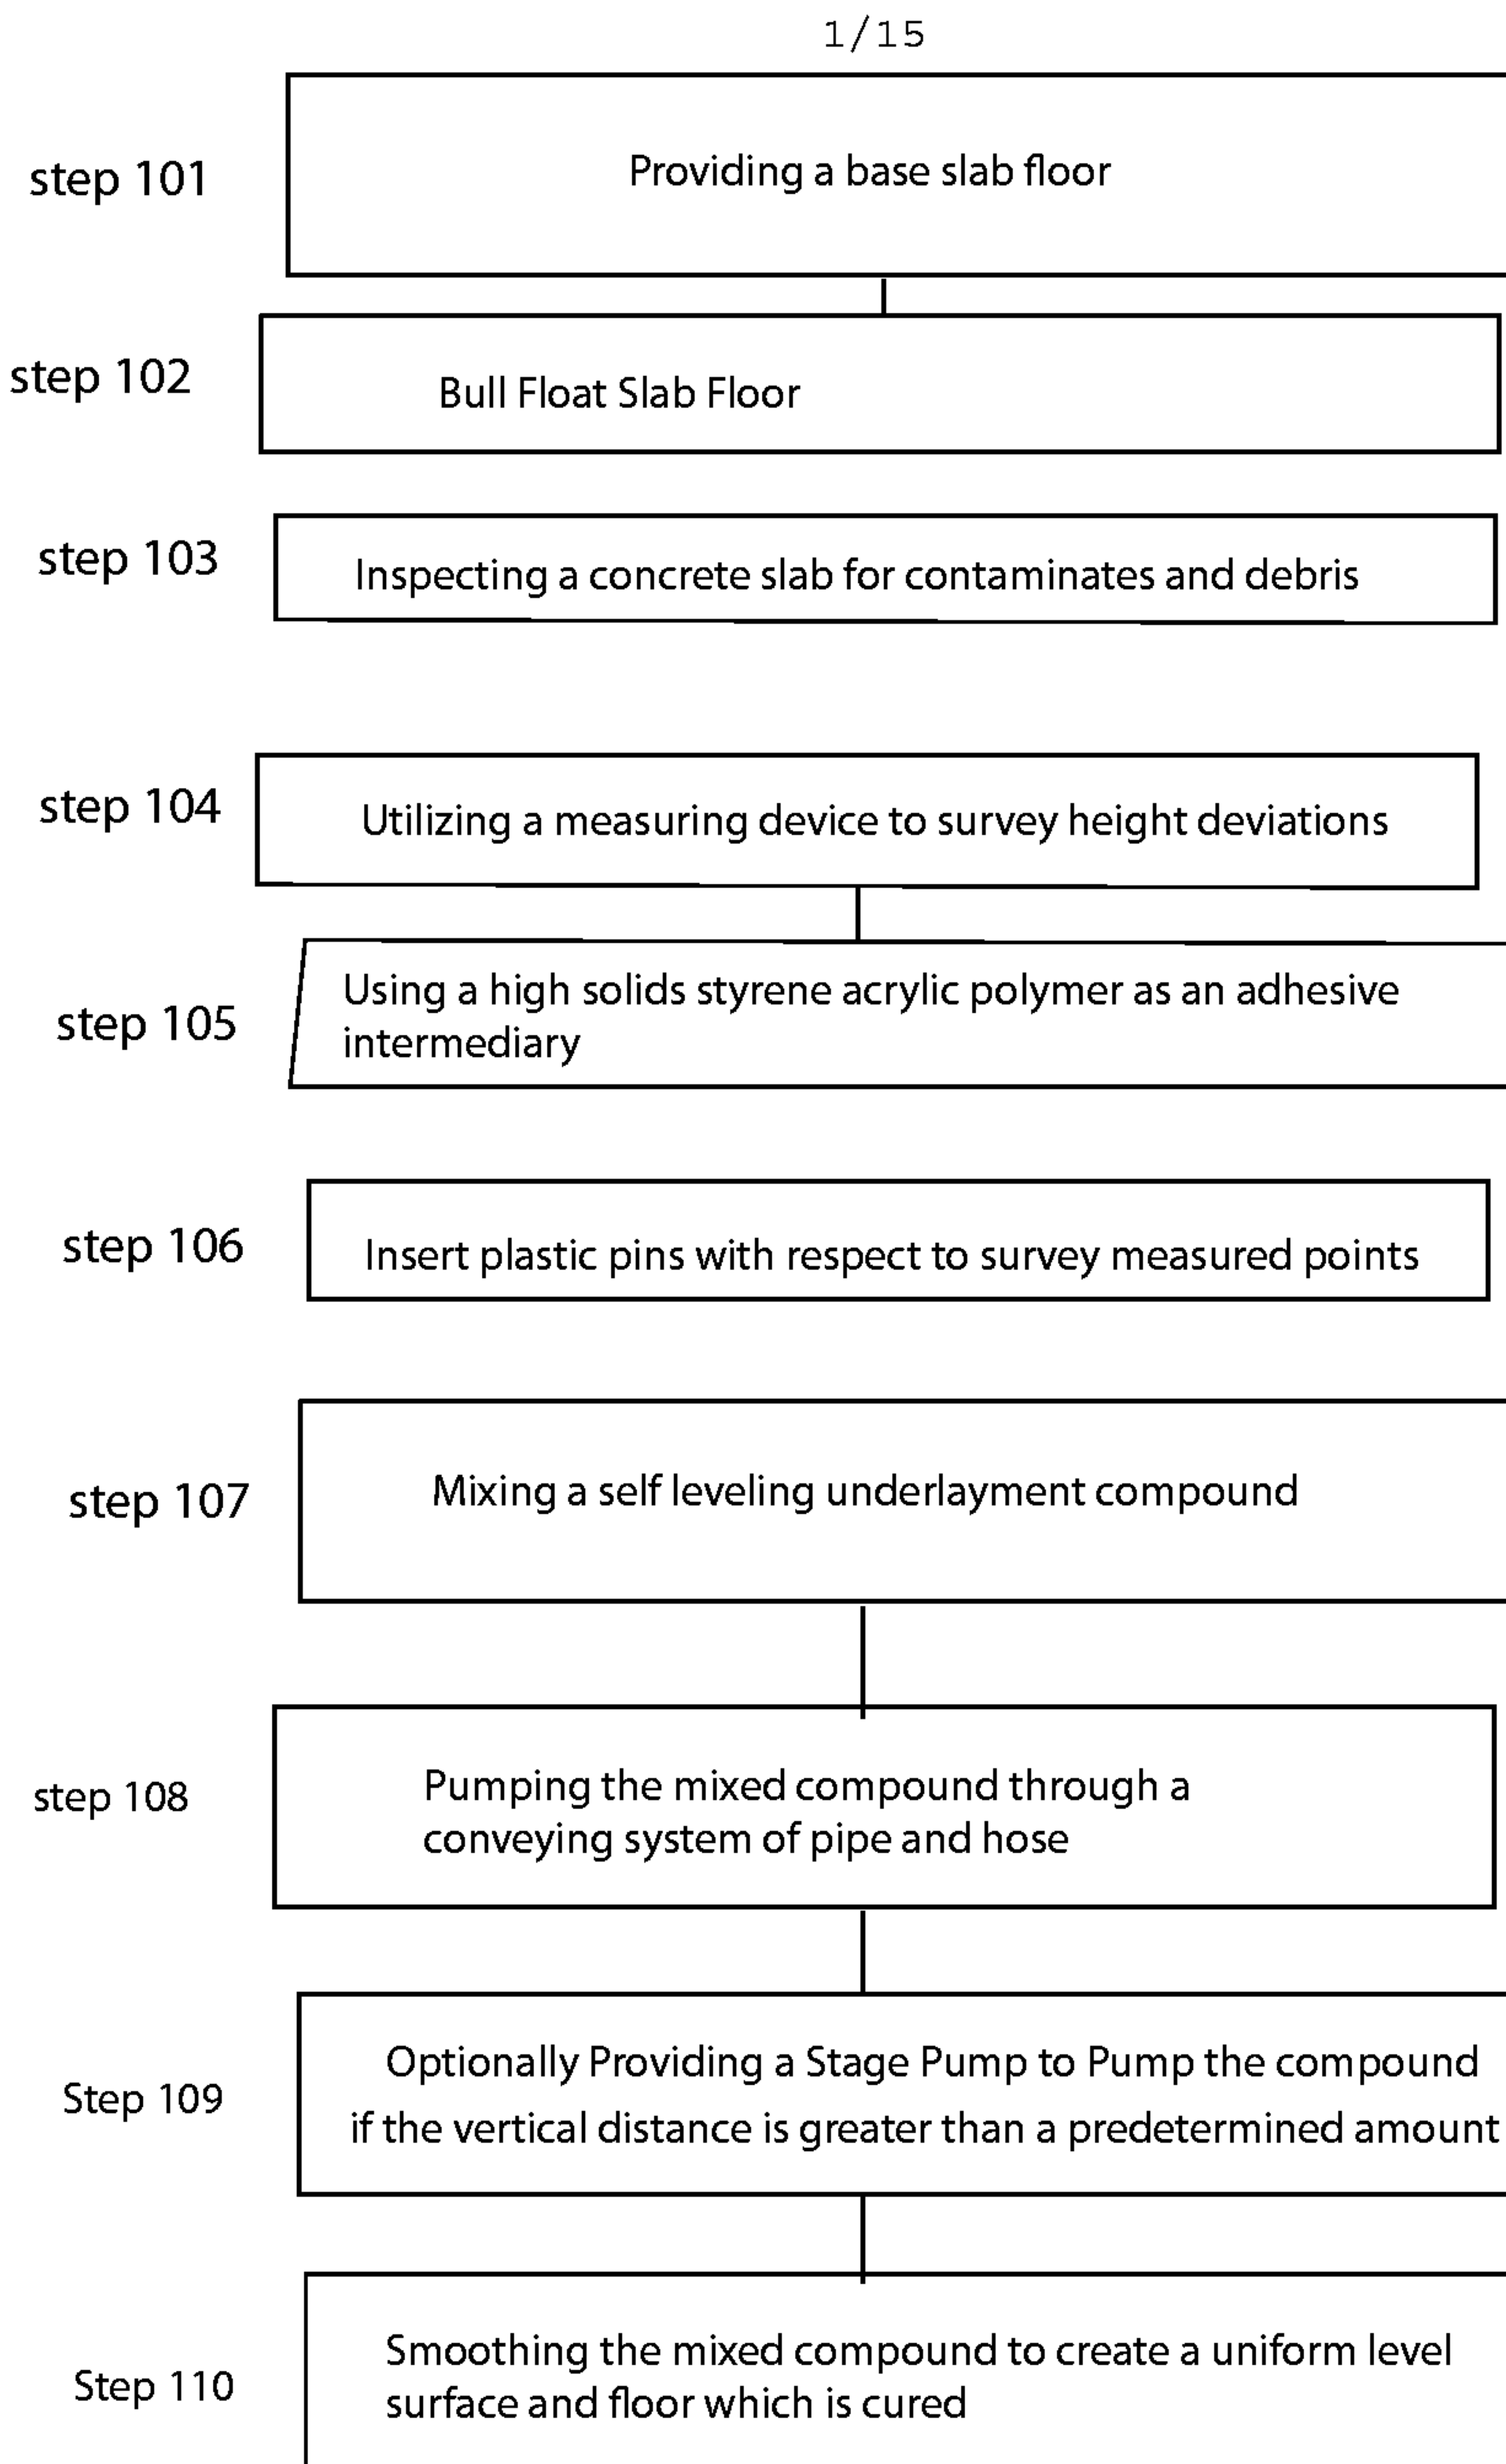 1/15
step 101
Providing a base slab floor
step 102
Bull Float Slab Floor
step 103
Inspecting a concrete slab for contaminates and debris
step 104
Utilizing a measuring device to survey height deviations
step 105
Using a high solids styrene acrylic polymer as an adhesive
intermediary
step 106
Insert plastic pins with respect to survey measured points
step 107
Mixing a self leveling underlayment compound
step 108
Pumping the mixed compound through a
conveying system of pipe and hose
Step 109
Optionally Providing a Stage Pump to Pump the compound
if the vertical distance is greater than a predetermined amount
Step 110
Smoothing the mixed compound to create a uniform level
surface and floor which is cured